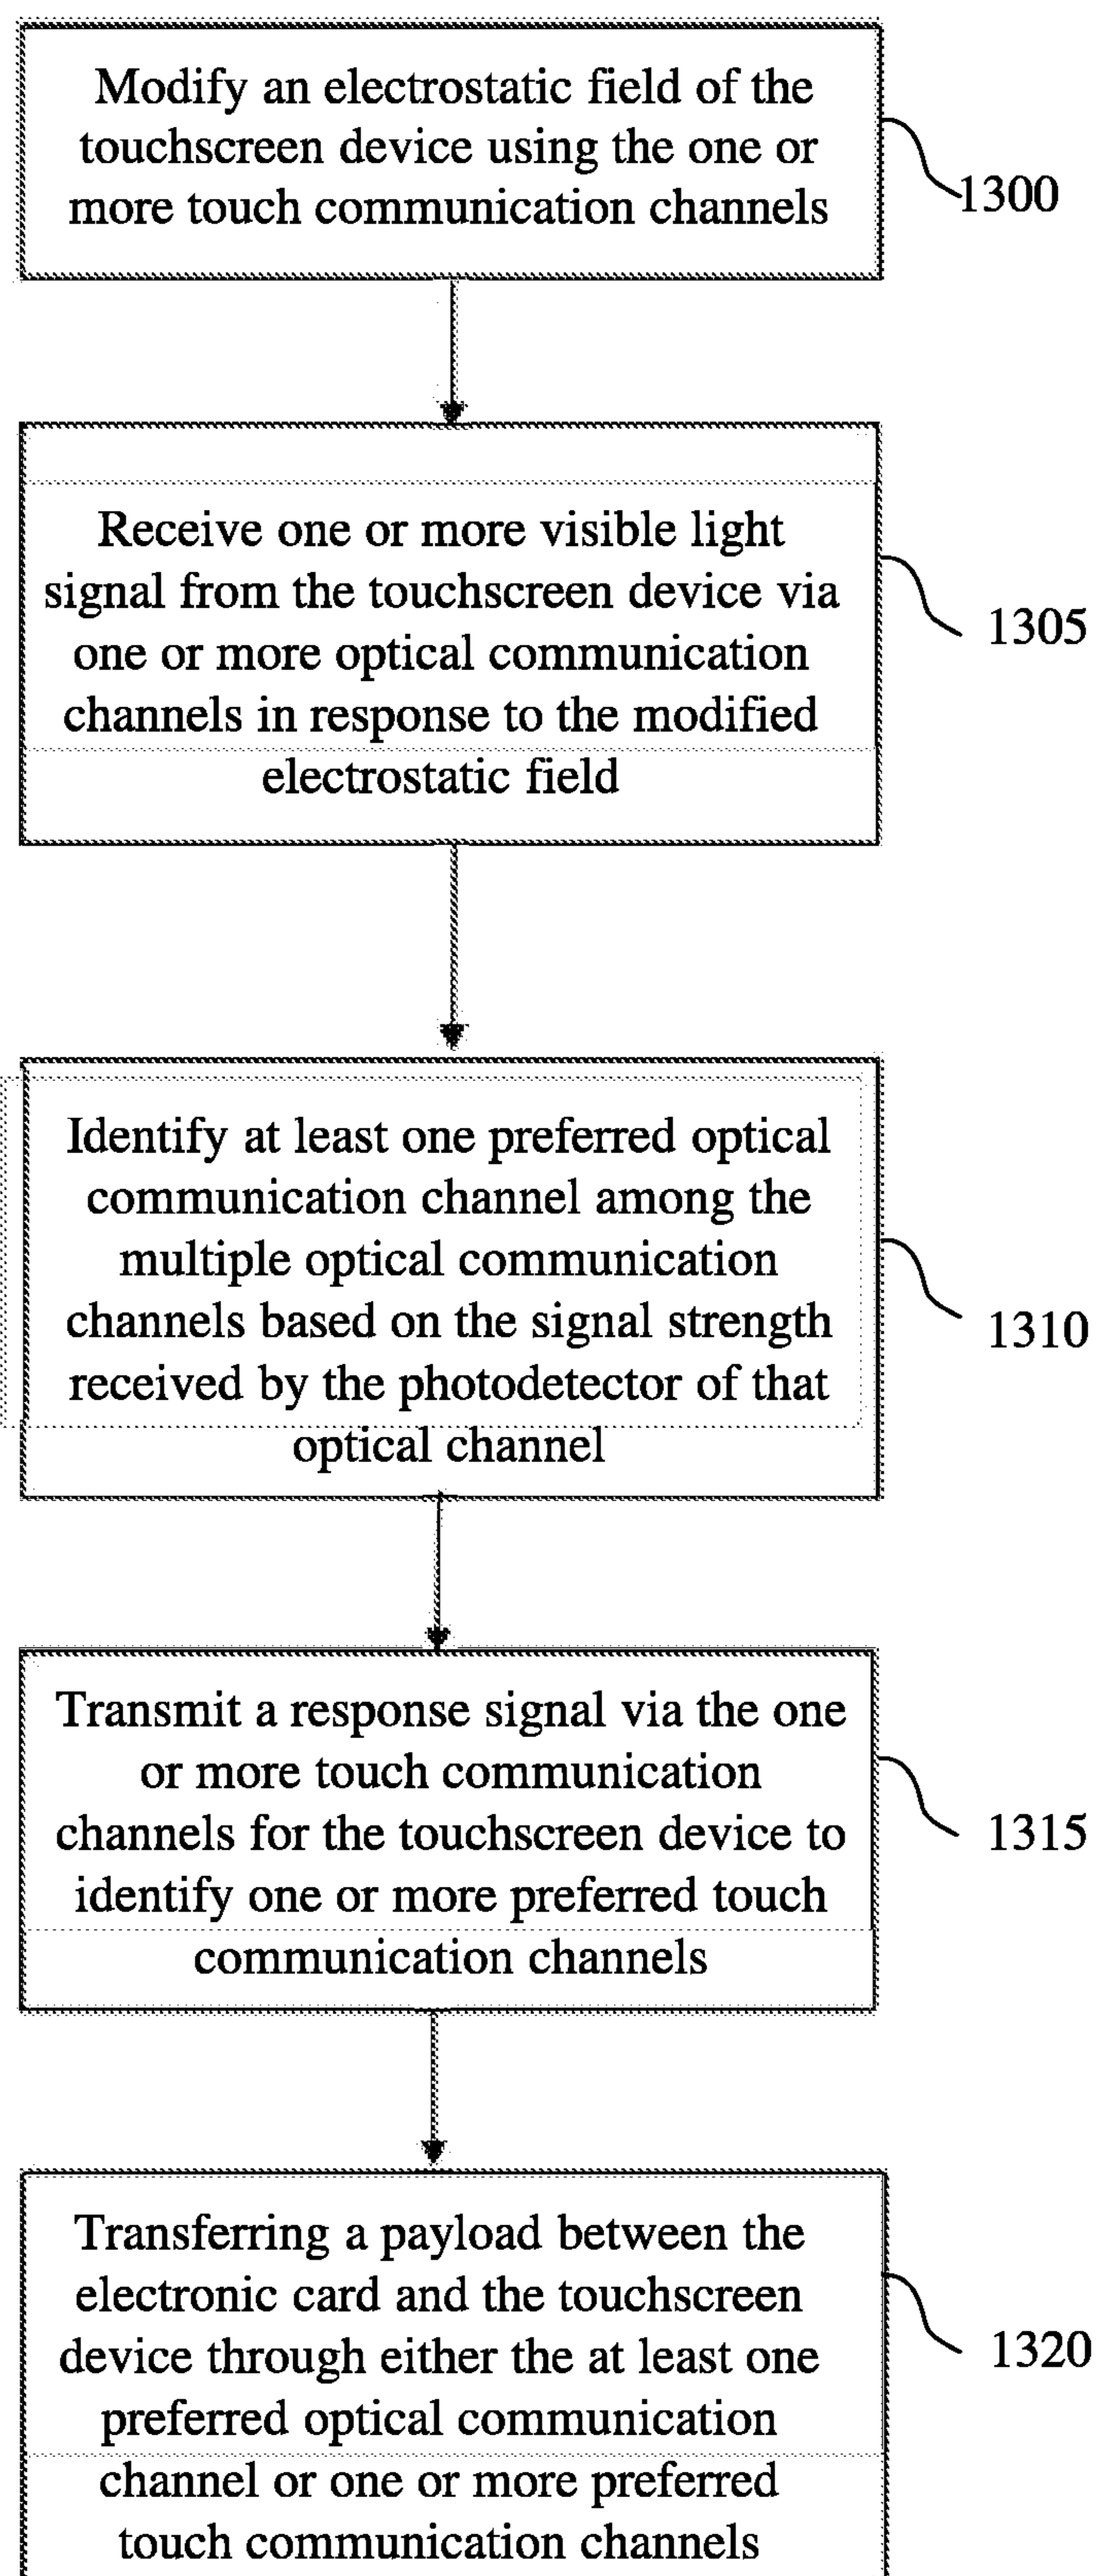 Modify an electrostatic field of the
touchscreen device using the one or
more touch communication channels
1300
Receive one or more visible light
signal from the touchscreen device via
one or more optical communication
channels in response to the modified
electrostatic field
1305
Identify at least one preferred optical
communication channel among the
multiple optical communication
channels based on the signal strength
received by the photodetector of that
optical channel
1310
Transmit a response signal via the one
or more touch communication
channels for the touchscreen device to
identify one or more preferred touch
communication channels
1315
Transferring a payload between the
electronic card and the touchscreen
device through either the at least one
preferred optical communication
channel or one or more preferred
touch communication channels
1320